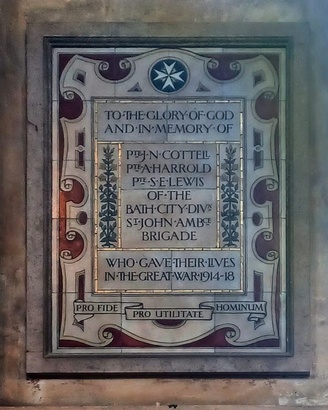 TO·THE·GLORY·OF·GOD
AND·IN·MEMORY·OF
PTE J·N·COTTELL
PTE A·HARROLD
PTE S·E·LEWIS
OF·THE
BATH·CITY·DIVN
ST JOHN·AMBCE
BRIGADE
WHO·GAVE·THEIR·LIVES
IN·THE·GREAT·WAR·1914-18
PRO FIDE
PRO UTILITATE
HOMINUM